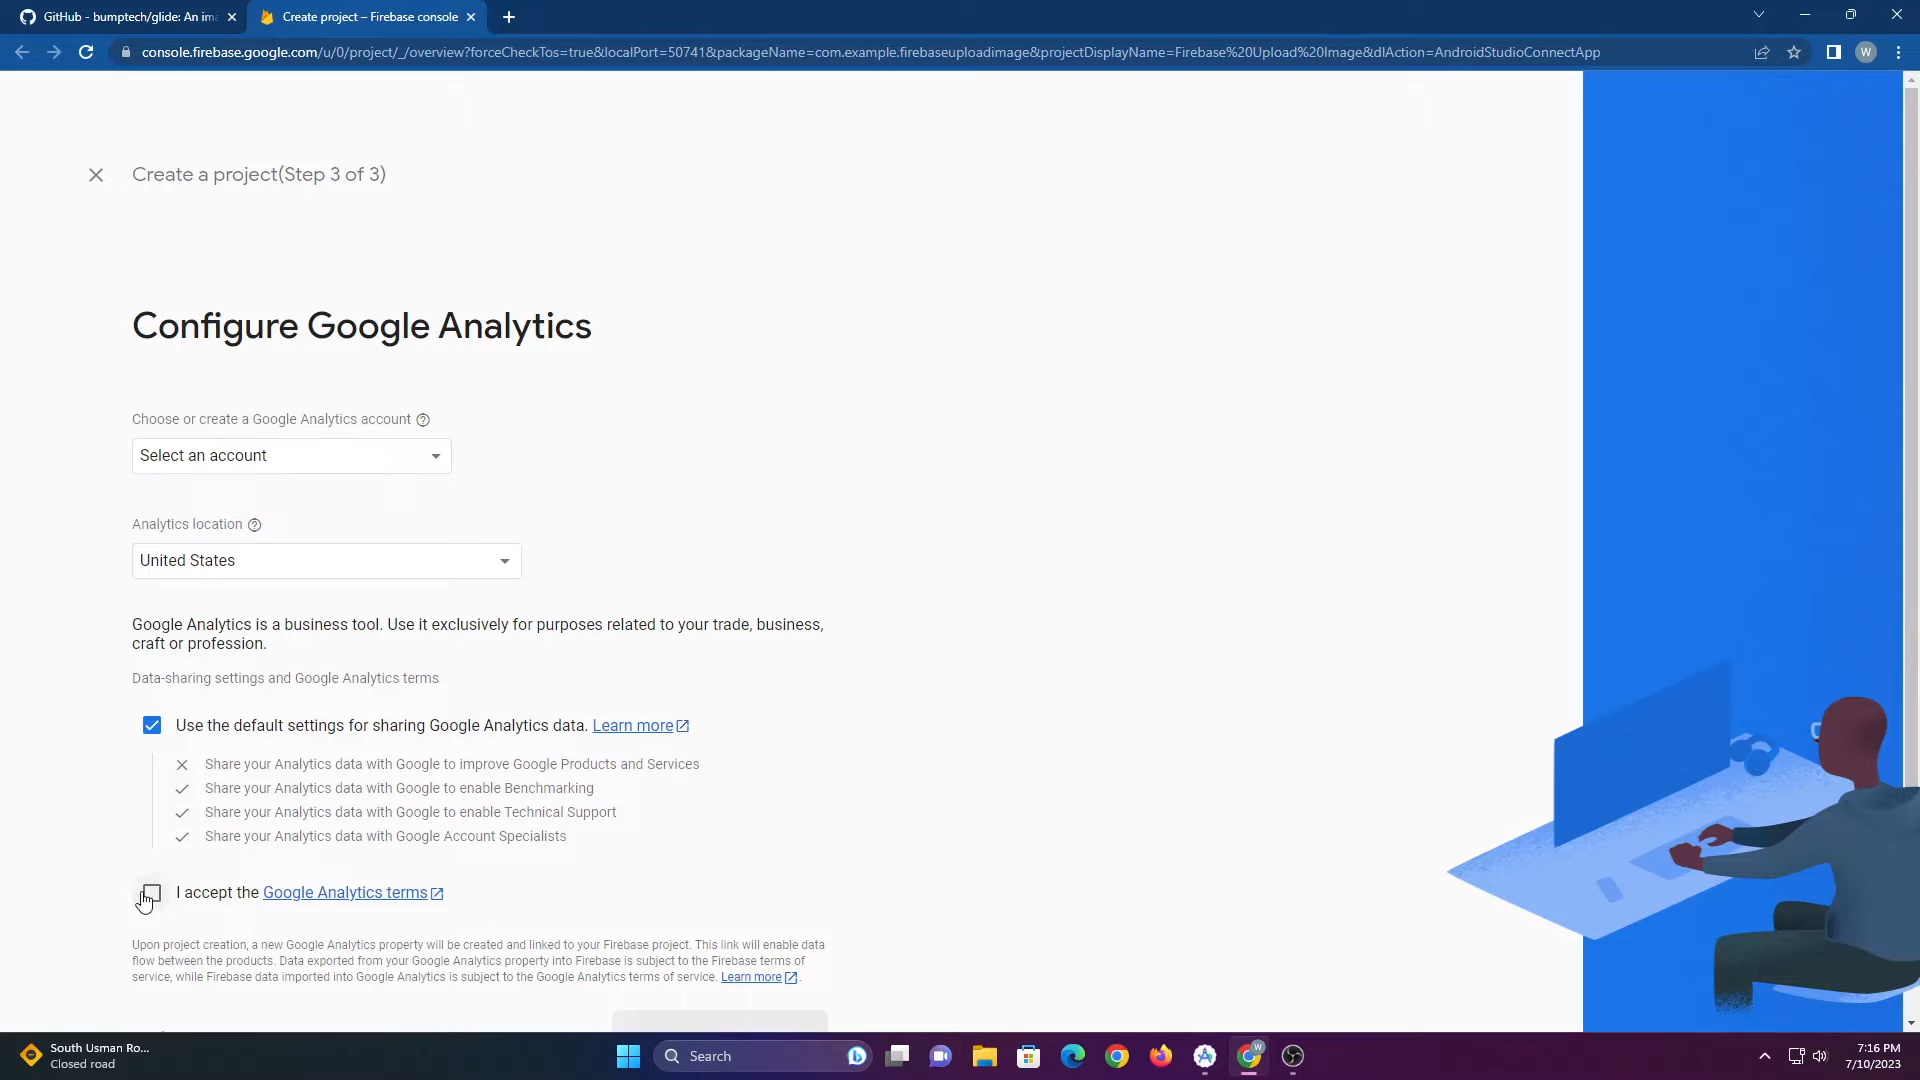 GitHub - bumptech/glide: An im
Create project – Firebase console
console.firebase.google.com/u/0/project/_/overview?forceCheckTos=true&localPort=50741&packageName=com.example.firebaseuploadimage&projectDisplayName=Firebase%20Upload%20Image&dlAction=AndroidStudioConnectApp
W
Create a project(Step 3 of 3)
Configure Google Analytics
Choose or create a Google Analytics account
Select an account
Analytics location
United States
Google Analytics is a business tool. Use it exclusively for purposes related to your trade, business,
craft or profession.
Data-sharing settings and Google Analytics terms
Use the default settings for sharing Google Analytics data. Learn more
Share your Analytics data with Google to improve Google Products and Services
Share your Analytics data with Google to enable Benchmarking
Share your Analytics data with Google to enable Technical Support
Share your Analytics data with Google Account Specialists
I accept the Google Analytics terms
Upon project creation, a new Google Analytics property will be created and linked to your Firebase project. This link will enable data
flow between the products. Data exported from your Google Analytics property into Firebase is subject to the Firebase terms of
service, while Firebase data imported into Google Analytics is subject to the Google Analytics terms of service. Learn more.
South Usman Ro...
Closed road
Search
W
7:16 PM
7/10/2023